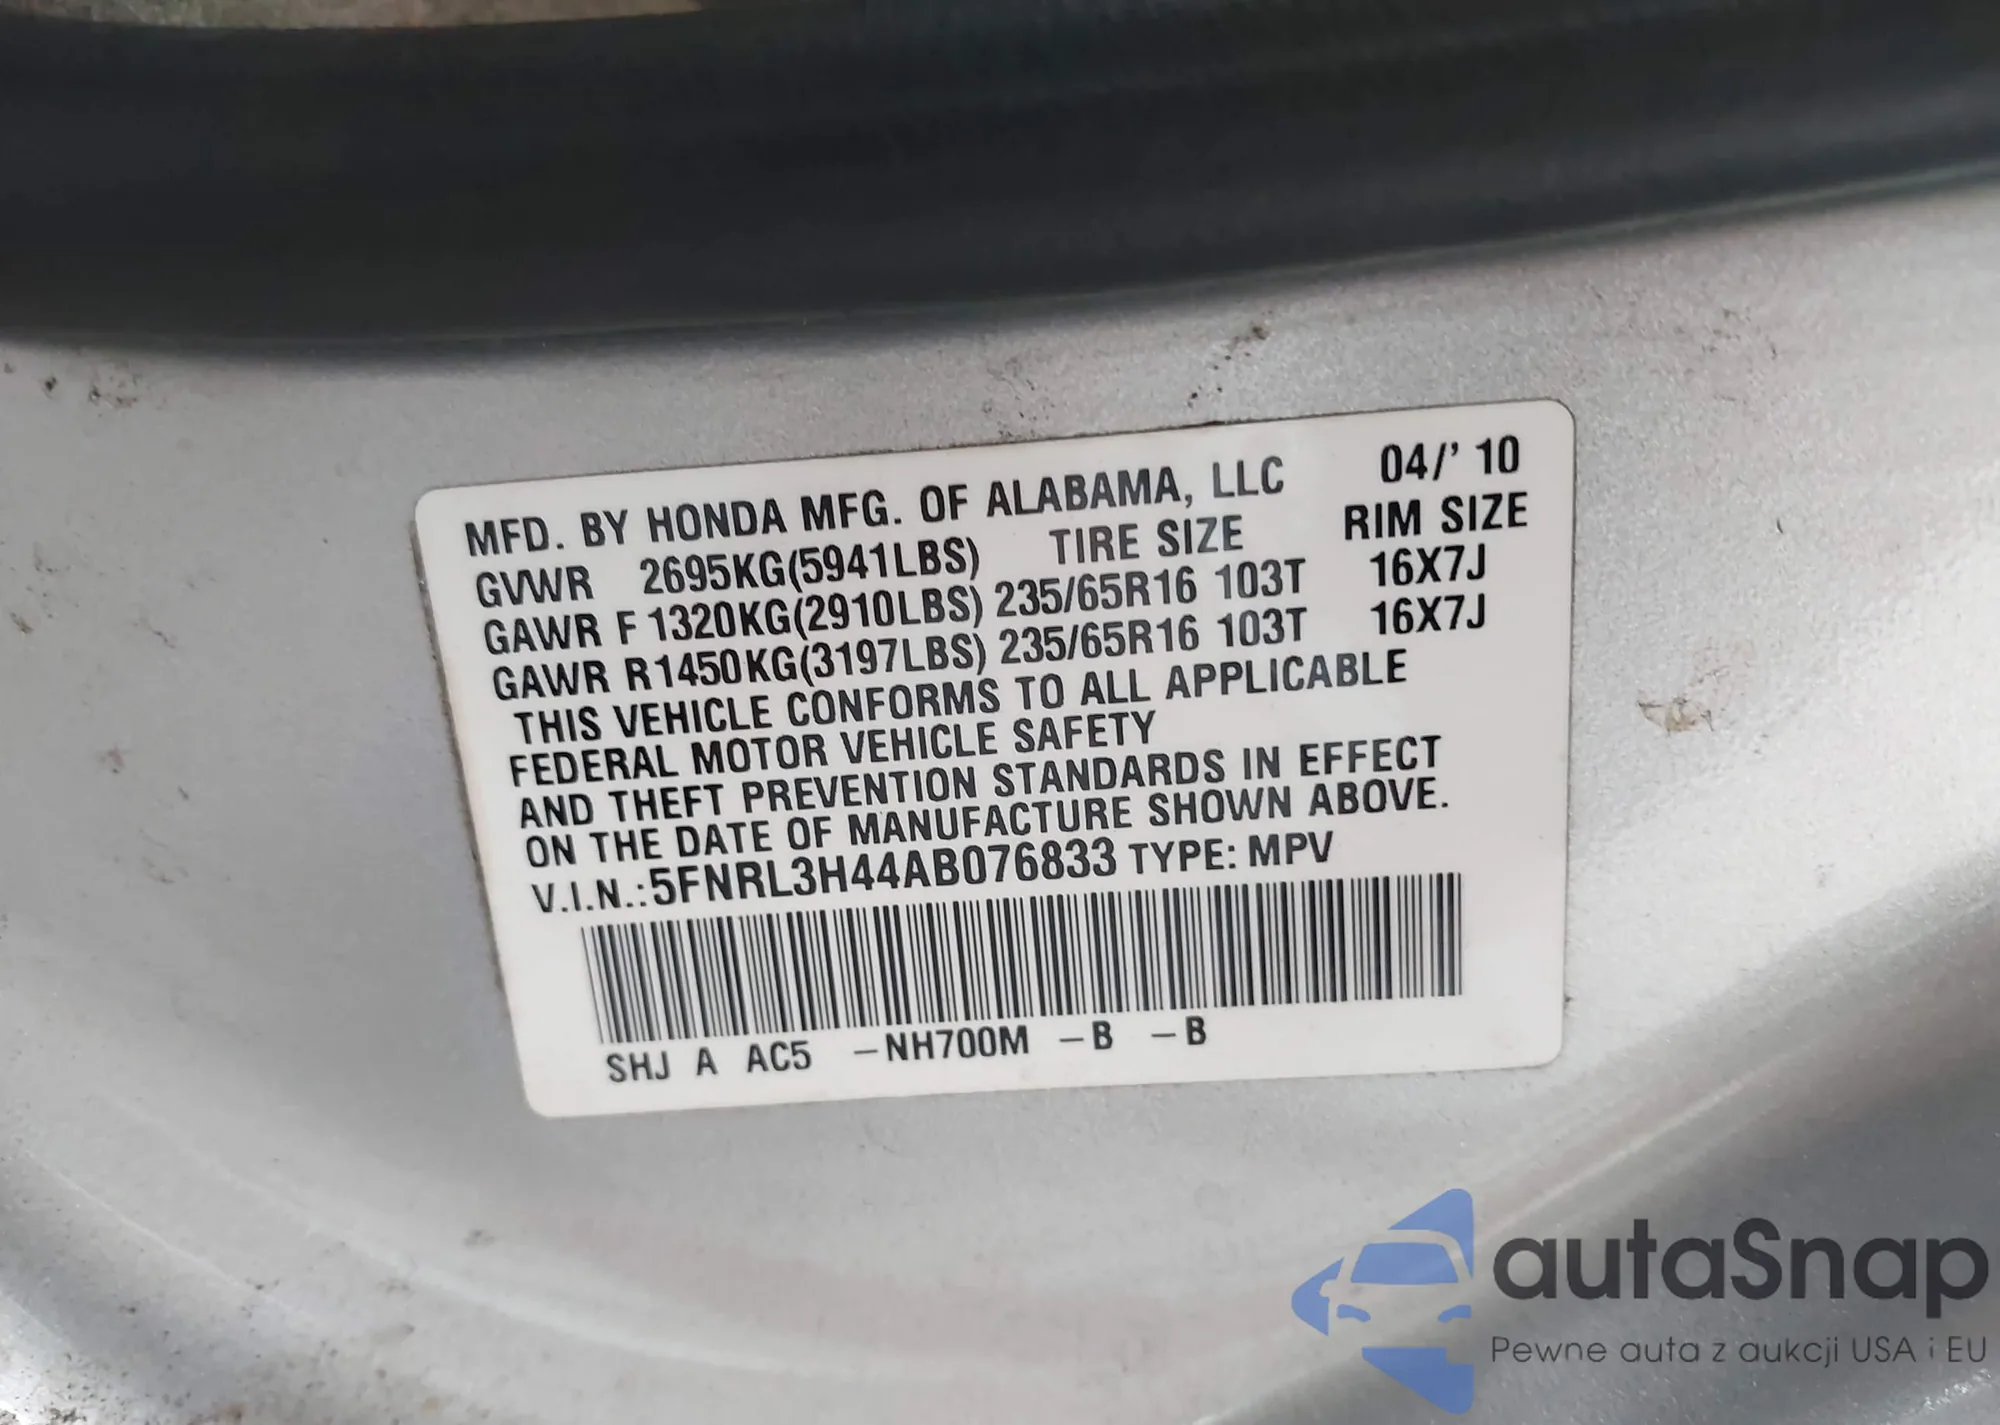 MFD. BY HONDA MFG. OF ALABAMA, LLC 04/' 10
GVWR 2695KG(5941LBS) TIRE SIZE RIM SIZE
GAWR F 1320KG(2910LBS) 235/65R16 103T 16X7J
GAWR R1450KG(3197LBS) 235/65R16 103T 16X7J
THIS VEHICLE CONFORMS TO ALL APPLICABLE
FEDERAL MOTOR VEHICLE SAFETY
AND THEFT PREVENTION STANDARDS IN EFFECT
ON THE DATE OF MANUFACTURE SHOWN ABOVE.
V.I.N.:5FNRL3H44AB076833 TYPE: MPV
SHJ A AC5 –NH700M –B –B
autaSnap
Pewne auta z aukcji USA i EU